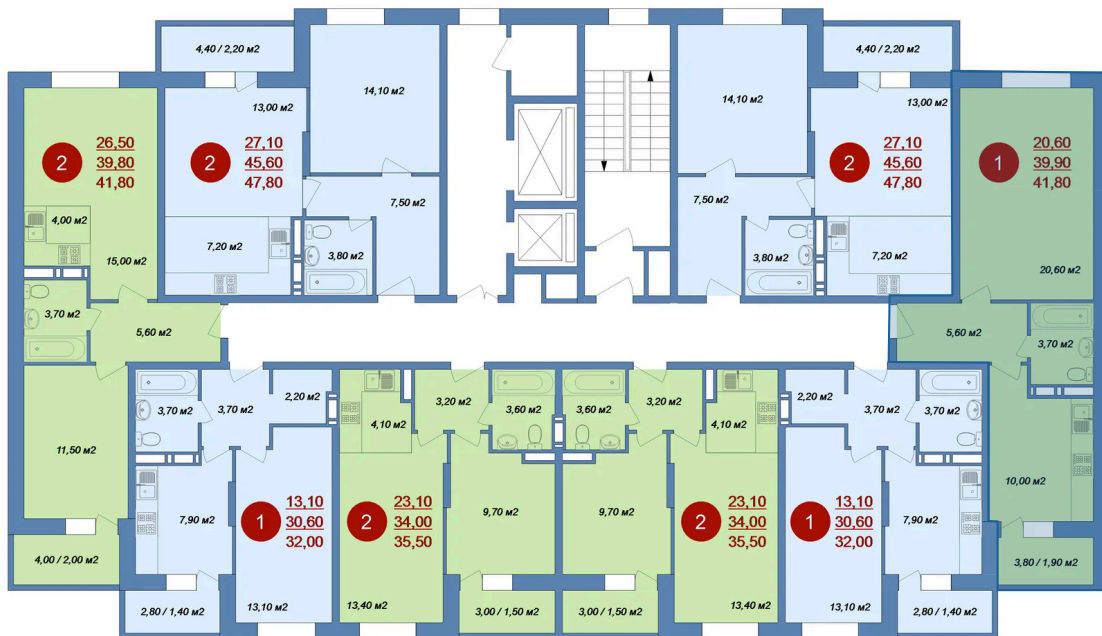 4,40 / 2,20 м2
14,10 м2
13,00 м2
2
26,50
39,80
41,80
2
27,10
45,60
47,80
4,00 м2
7,50 м2
7,20 м2
3,80 м2
15,00 м2
3,70 м2
5,60 м2
11,50 м2
4,00 / 2,00 м2
4,40 / 2,20 м2
14,10 м2
13,00 м2
2
27,10
45,60
47,80
1
20,60
39,90
41,80
7,50 м2
7,20 м2
3,80 м2
20,60 м2
5,60 м2
3,70 м2
10,00 м2
3,80 / 1,90 м2
3,70 м2
3,70 м2
2,20 м2
7,90 м2
1
13,10
30,60
32,00
2,80 / 1,40 м2
13,10 м2
4,10 м2
3,20 м2
3,60 м2
2
23,10
34,00
35,50
9,70 м2
13,40 м2
3,00 / 1,50 м2
3,60 м2
3,20 м2
4,10 м2
9,70 м2
2
23,10
34,00
35,50
3,00 / 1,50 м2
13,40 м2
2,20 м2
3,70 м2
3,70 м2
1
13,10
30,60
32,00
7,90 м2
13,10 м2
2,80 / 1,40 м2